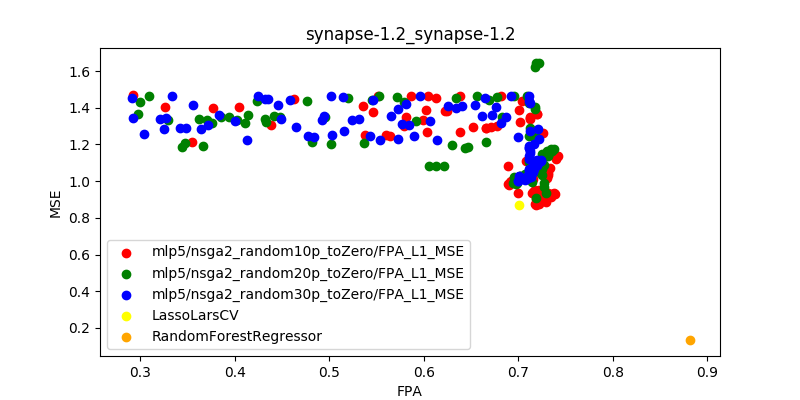 synapse-1.2_synapse-1.2
MSE
1.6
1.4
1.2
1.0
0.8
0.6
0.4
0.2
mlp5/nsga2_random10p_toZero/FPA_L1_MSE
mlp5/nsga2_random20p_toZero/FPA_L1_MSE
mlp5/nsga2_random30p_toZero/FPA_L1_MSE
LassoLarsCV
RandomForestRegressor
0.3 0.4 0.5 0.6 0.7 0.8 0.9
FPA